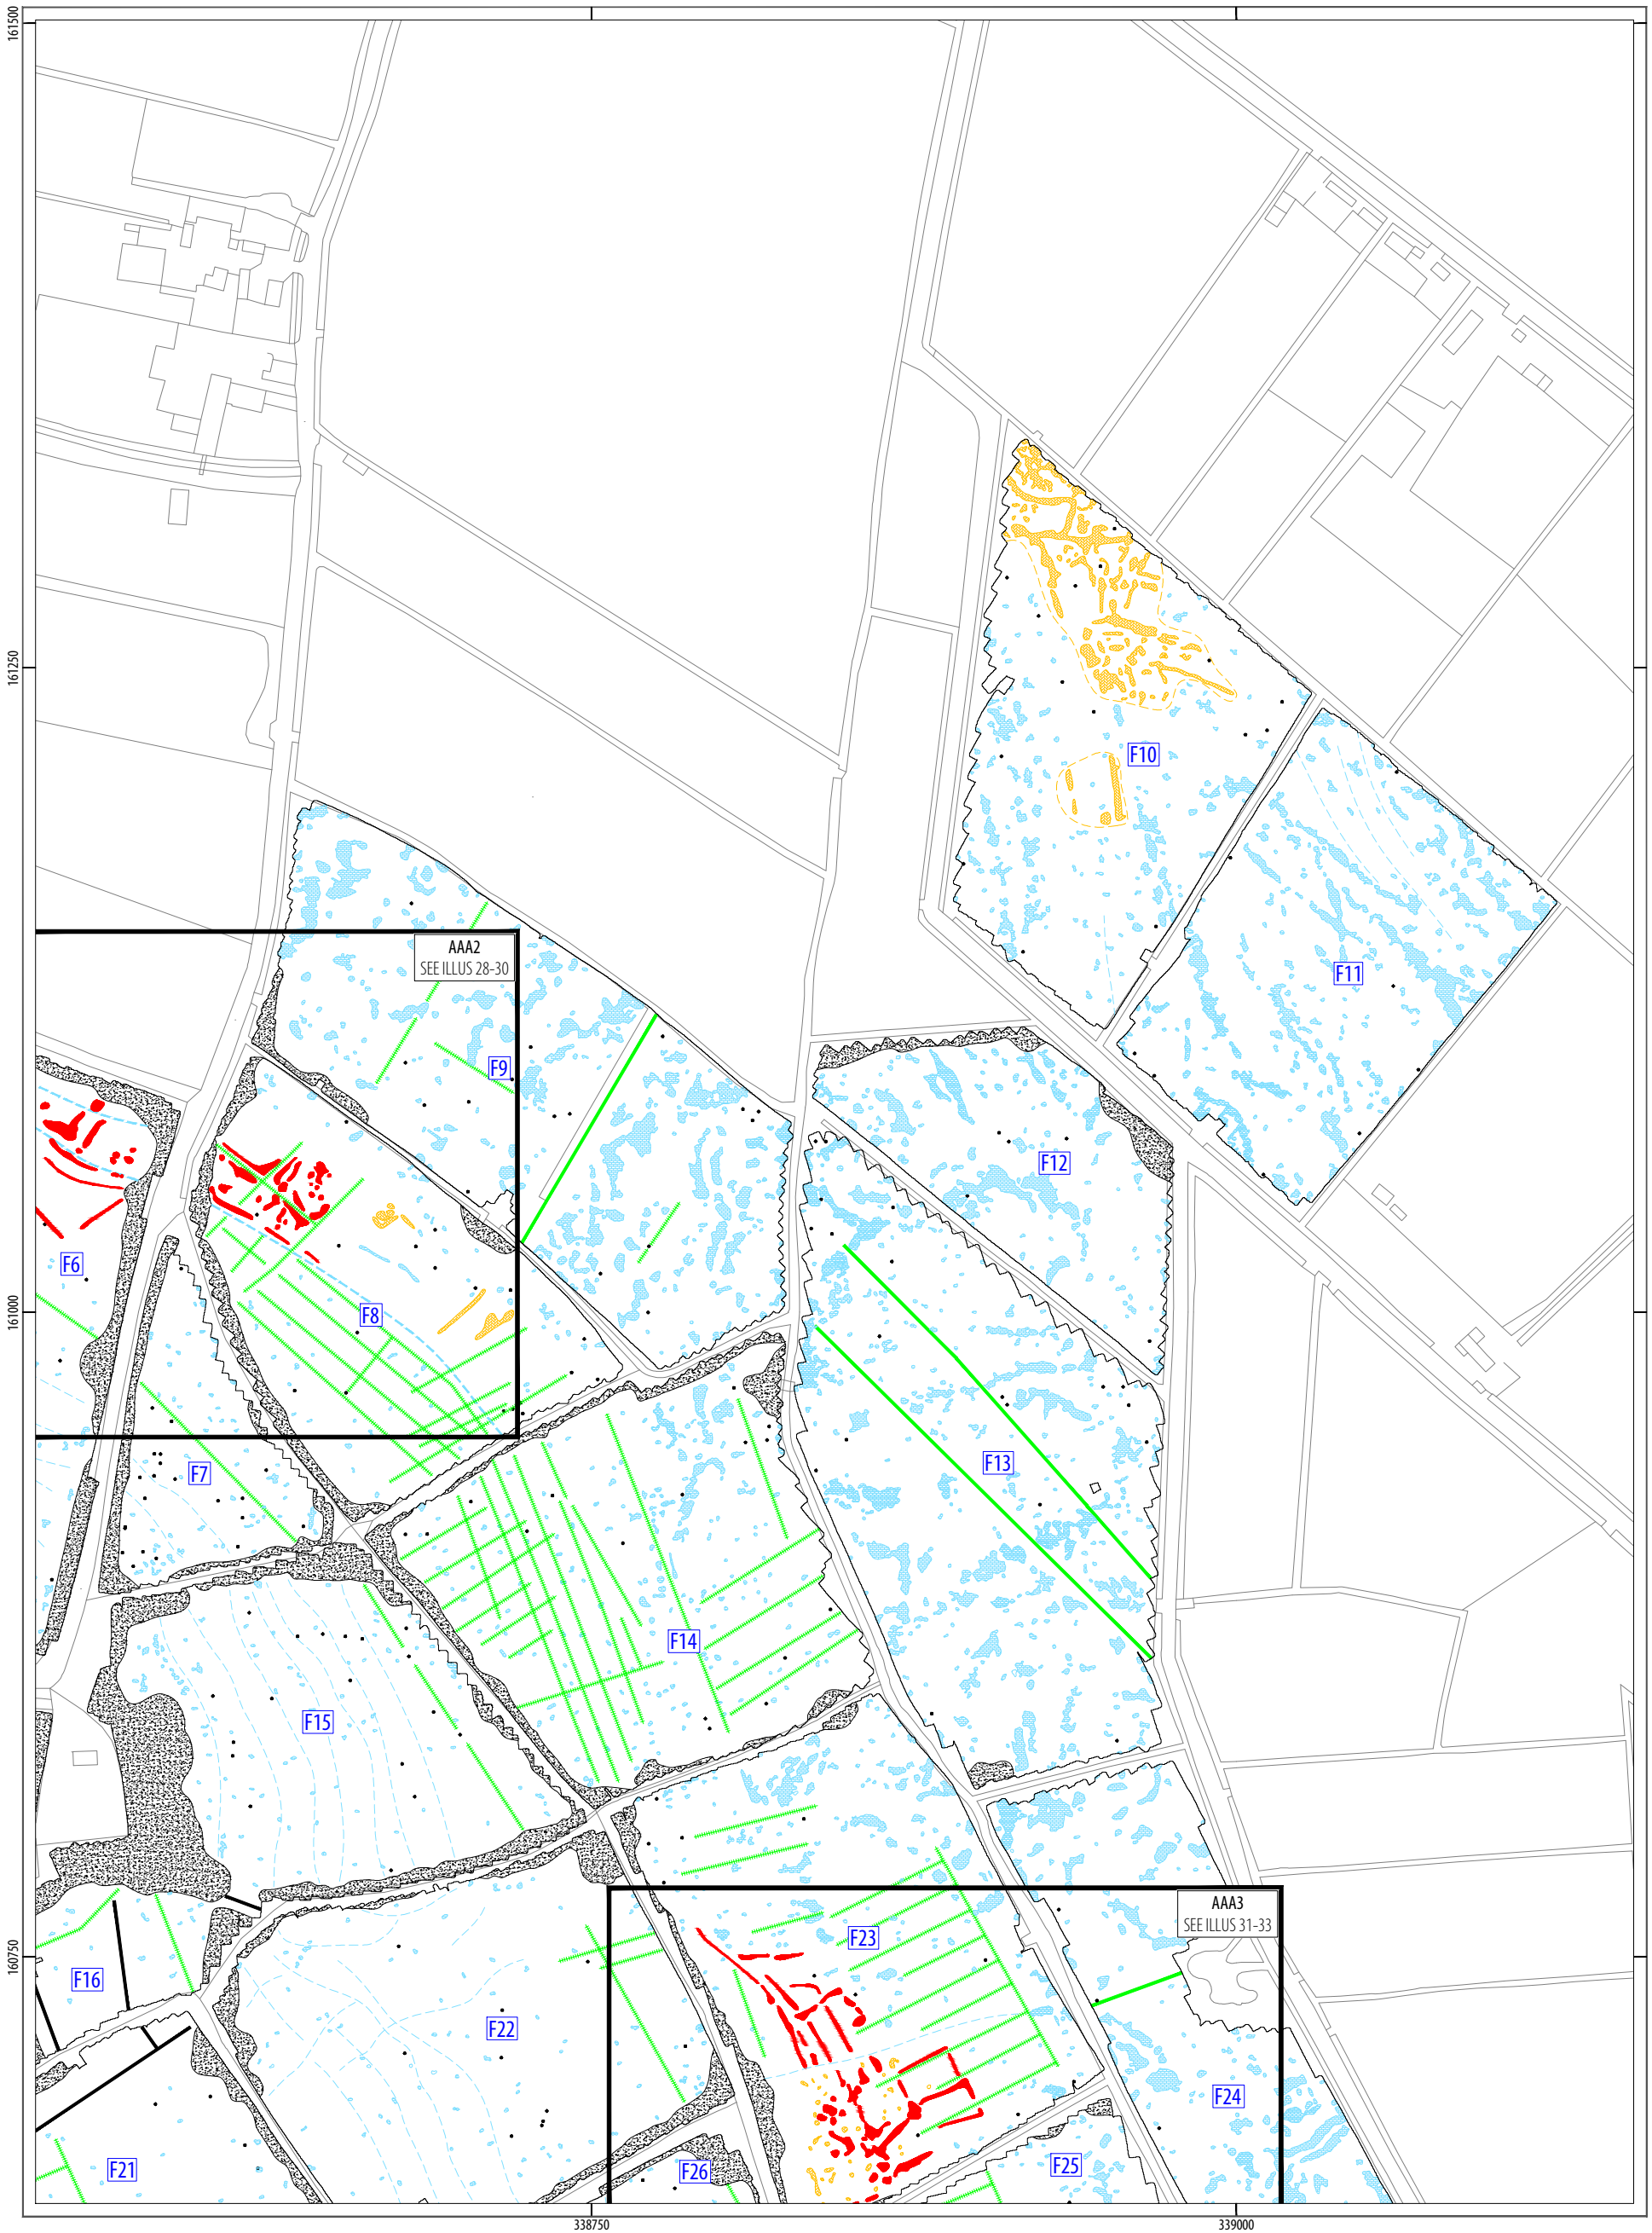 161500
161250
F10
AAA2
SEE ILLUS 28-30
F11
F9
F12
F6
161000
F8
F13
F7
F14
F15
AAA3
SEE ILLUS 31-33
F23
160750
F16
F22
F24
F21
F26
F25
338750
339000